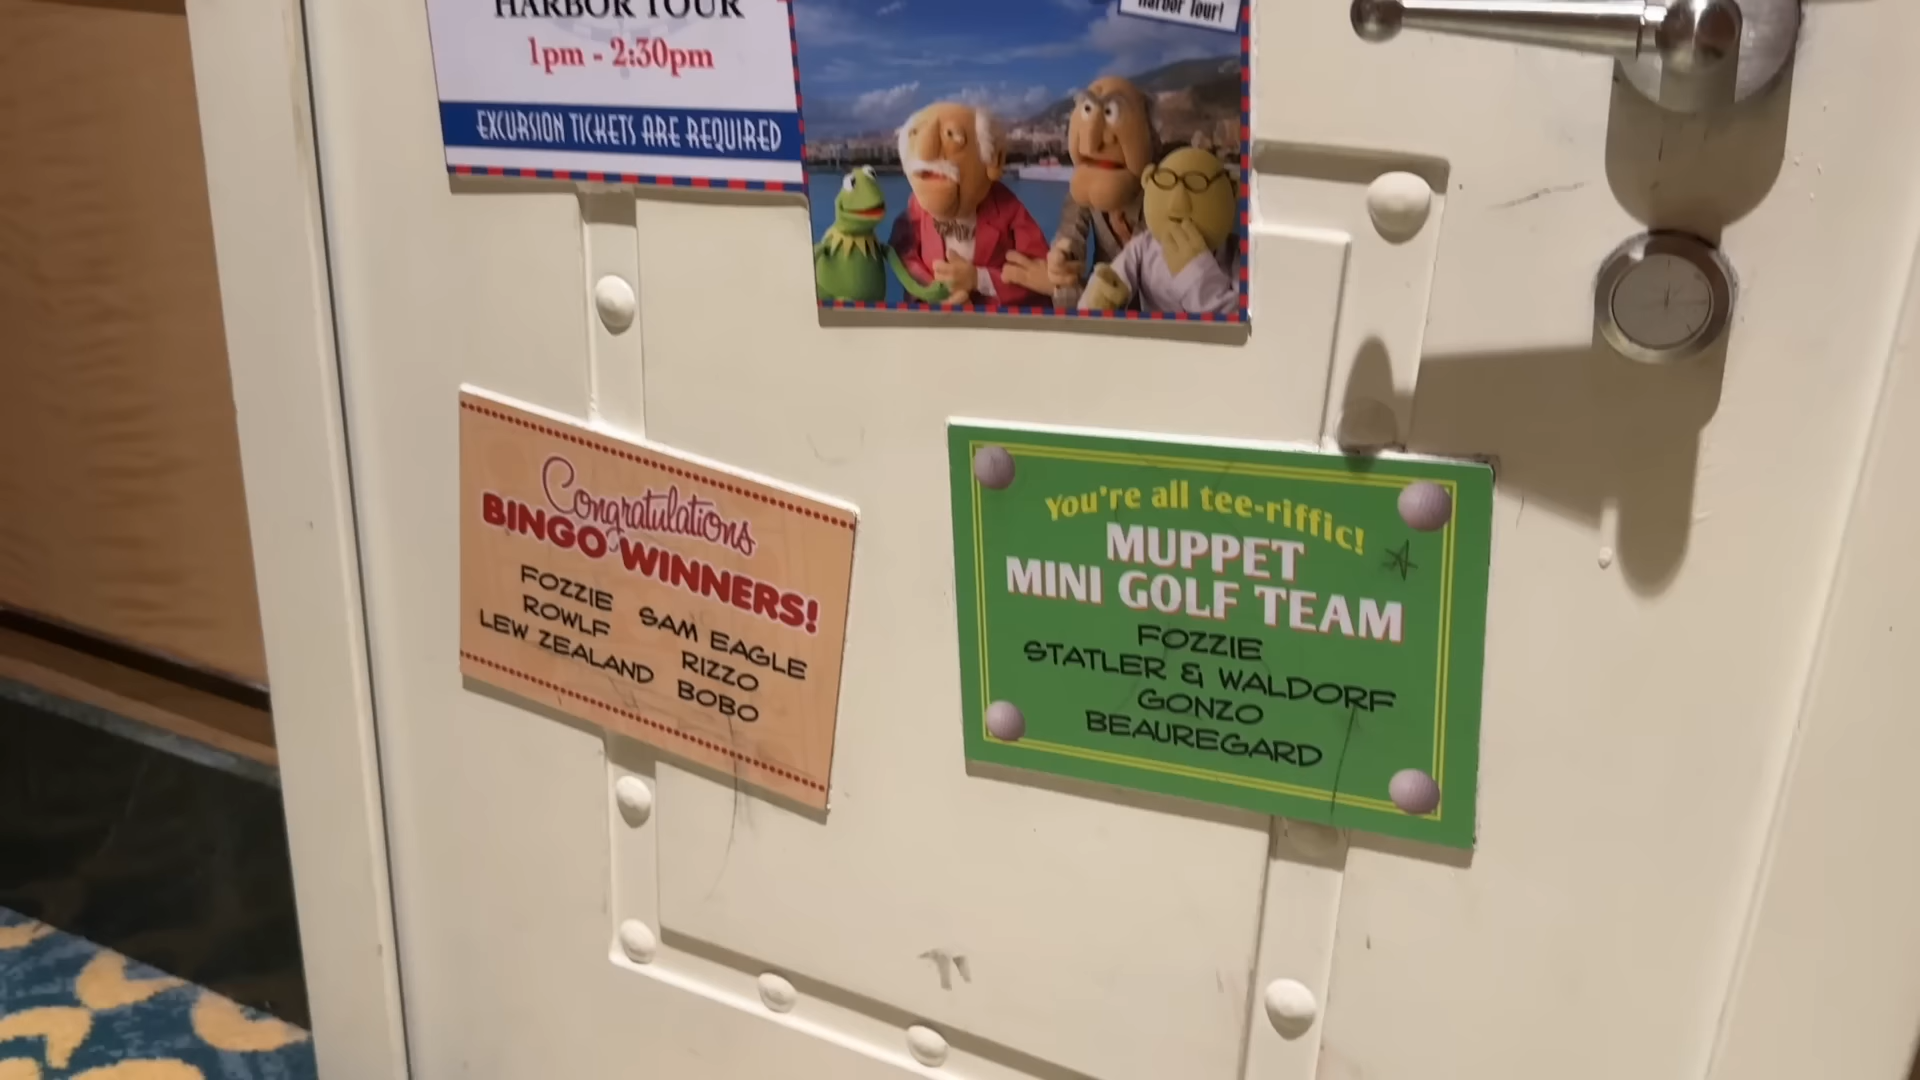 HARBOR TOUR
1pm - 2:30pm
EXCURSION TICKETS ARE REQUIRED
Harbor Tour!
Congratulations
BINGO WINNERS!
FOZZIE
ROWLF
LEW ZEALAND
SAM EAGLE
RIZZO
BOBO
You're all tee-riffic!
MUPPET
MINI GOLF TEAM
FOZZIE
STATLER & WALDORF
GONZO
BEAUREGARD